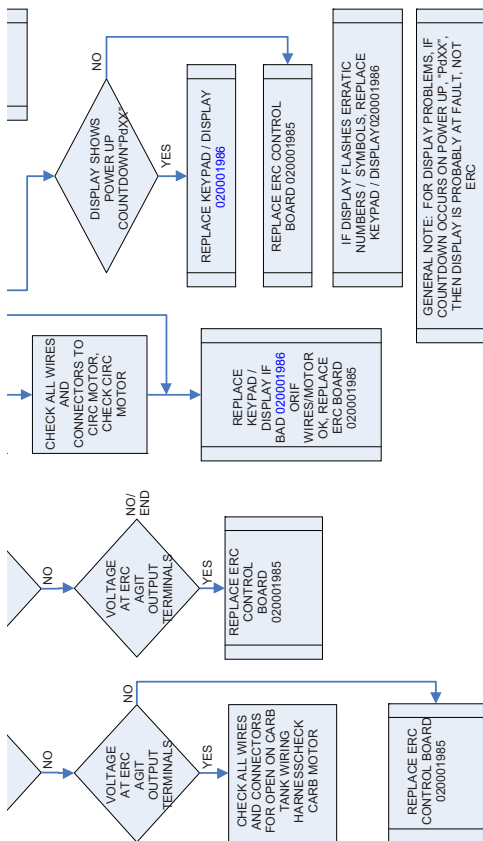 NO
DISPLAY SHOWS
POWER UP
COUNTDOWN"PdXX"
YES
REPLACE KEYPAD / DISPLAY
020001986
REPLACE ERC CONTROL
BOARD 020001985
IF DISPLAY FLASHES ERRATIC
NUMBERS / SYMBOLS, REPLACE
KEYPAD / DISPLAY020001986
GENERAL NOTE: FOR DISPLAY PROBLEMS, IF
COUNTDOWN OCCURS ON POWER UP, "PdXX",
THEN DISPLAY IS PROBABLY AT FAULT, NOT
ERC
CHECK ALL WIRES
AND
CONNECTORS TO
CIRC MOTOR,
CHECK CIRC
MOTOR
REPLACE
KEYPAD /
DISPLAY IF
BAD 020001986
ORIF
WIRES/MOTOR
OK, REPLACE
ERC BOARD
020001985
NO
VOLTAGE
AT ERC
AGIT
OUTPUT
TERMINALS
NO/
END
YES
REPLACE ERC
CONTROL
BOARD
020001985
NO
VOLTAGE
AT ERC
AGIT
OUTPUT
TERMINALS
NO
YES
CHECK ALL WIRES
AND CONNECTORS
FOR OPEN ON CARB
TANK WIRING
HARNESSCHECK
CARB MOTOR
REPLACE ERC
CONTROL BOARD
020001985